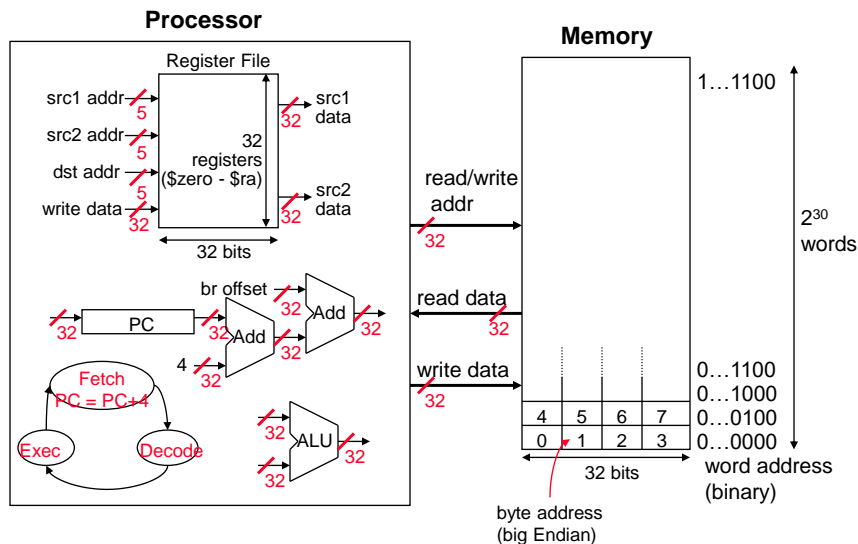 Processor
Memory
Register File
src1 addr
5
src2 addr
5
dst addr
5
write data
32
32
registers
($zero - $ra)
32 bits
32
src1
data
32
src2
data
br offset
32
32
PC
32
Add
4
32
32
Add
32
Fetch
PC = PC+4
Exec
Decode
32
32
ALU
32
read/write
addr
32
read data
32
write data
32
1…1100
2³⁰
words
0…1100
0…1000
4 5 6 7 0…0100
0 1 2 3 0…0000
32 bits
word address
(binary)
byte address
(big Endian)